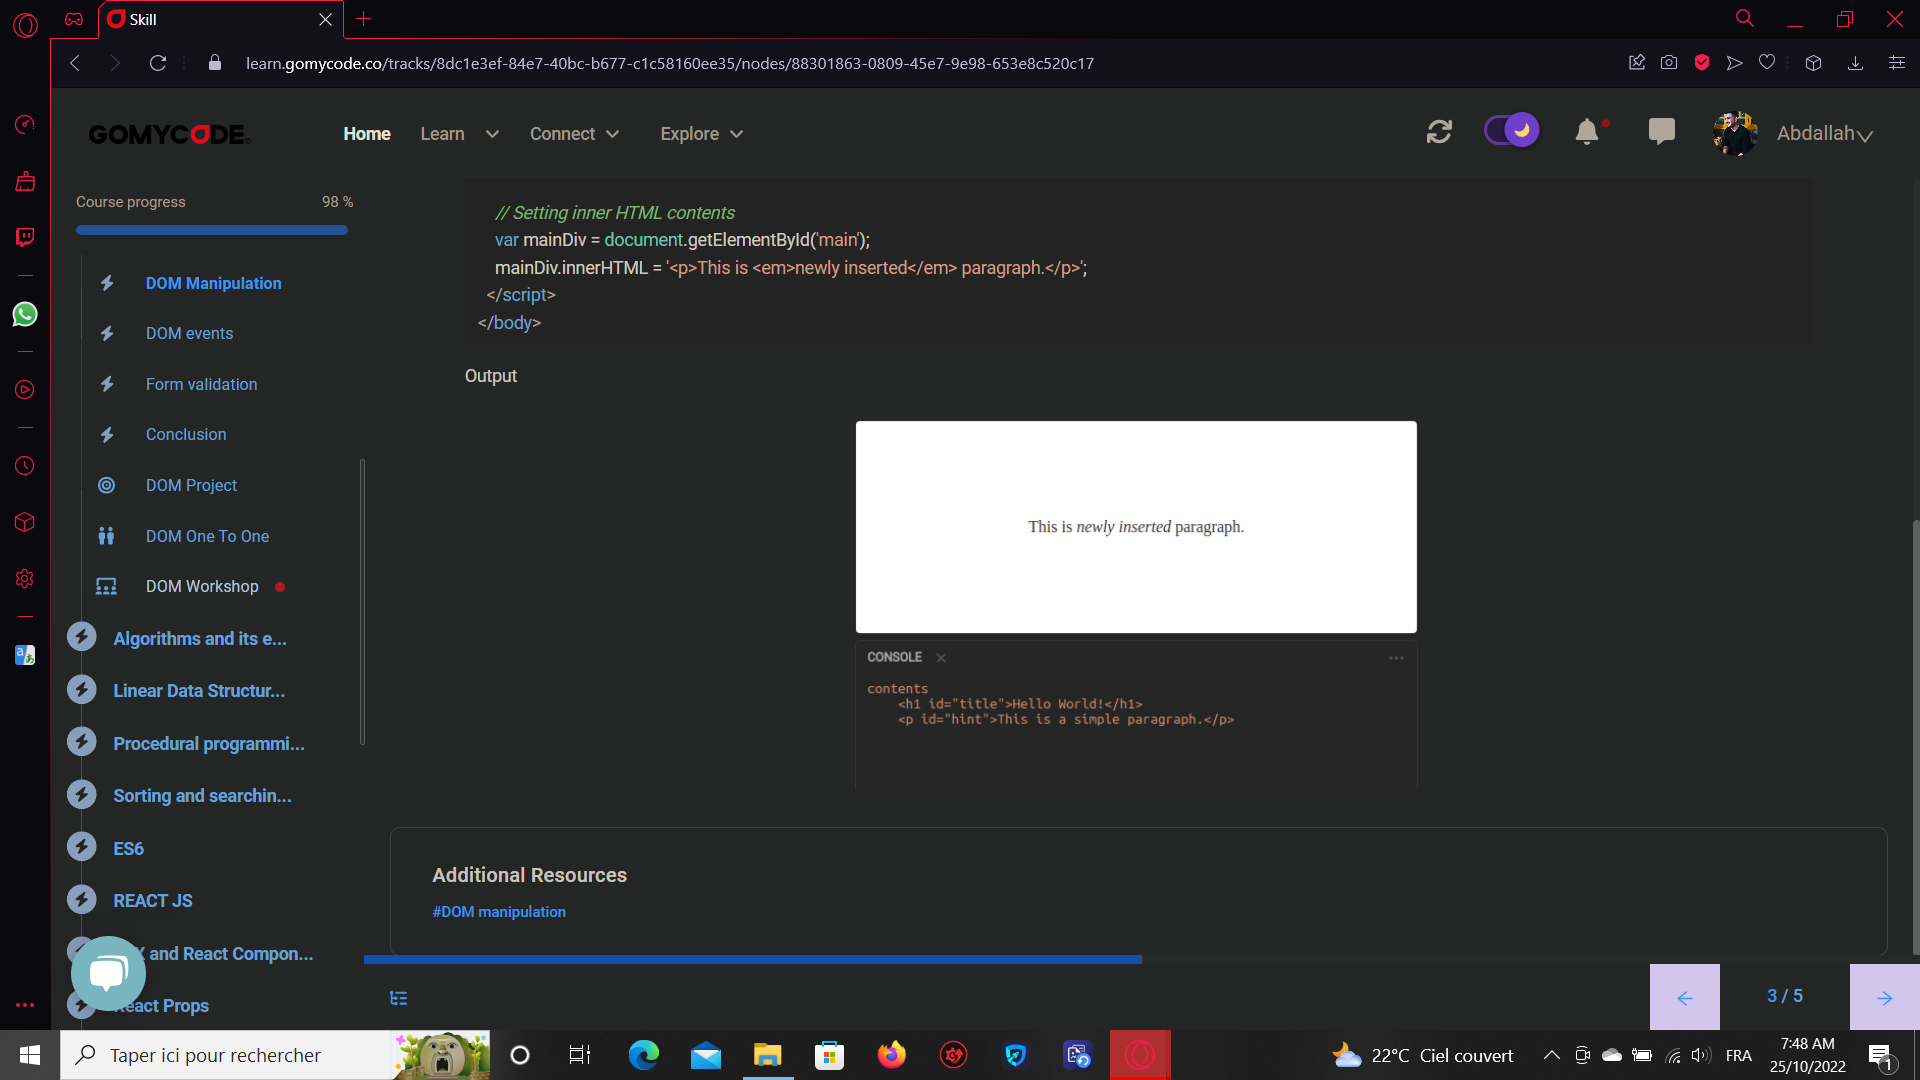 Skill
learn.gomycode.co/tracks/8dc1e3ef-84e7-40bc-b677-c1c58160ee35/nodes/88301863-0809-45e7-9e98-653e8c520c17
GOMYCODE
Home
Learn
Connect
Explore
Abdallah
Course progress
98 %
DOM Manipulation
DOM events
Form validation
Conclusion
DOM Project
DOM One To One
DOM Workshop
Algorithms and its e...
Linear Data Structur...
Procedural programmi...
Sorting and searchin...
ES6
REACT JS
and React Compon...
React Props
// Setting inner HTML contents
var mainDiv = document.getElementById('main');
mainDiv.innerHTML = '<p>This is <em>newly inserted</em> paragraph.</p>';
</script>
</body>
Output
This is newly inserted paragraph.
CONSOLE
contents
<h1 id="title">Hello World!</h1>
<p id="hint">This is a simple paragraph.</p>
Additional Resources
#DOM manipulation
3 / 5
Taper ici pour rechercher
22°C Ciel couvert
FRA
7:48 AM
25/10/2022
1